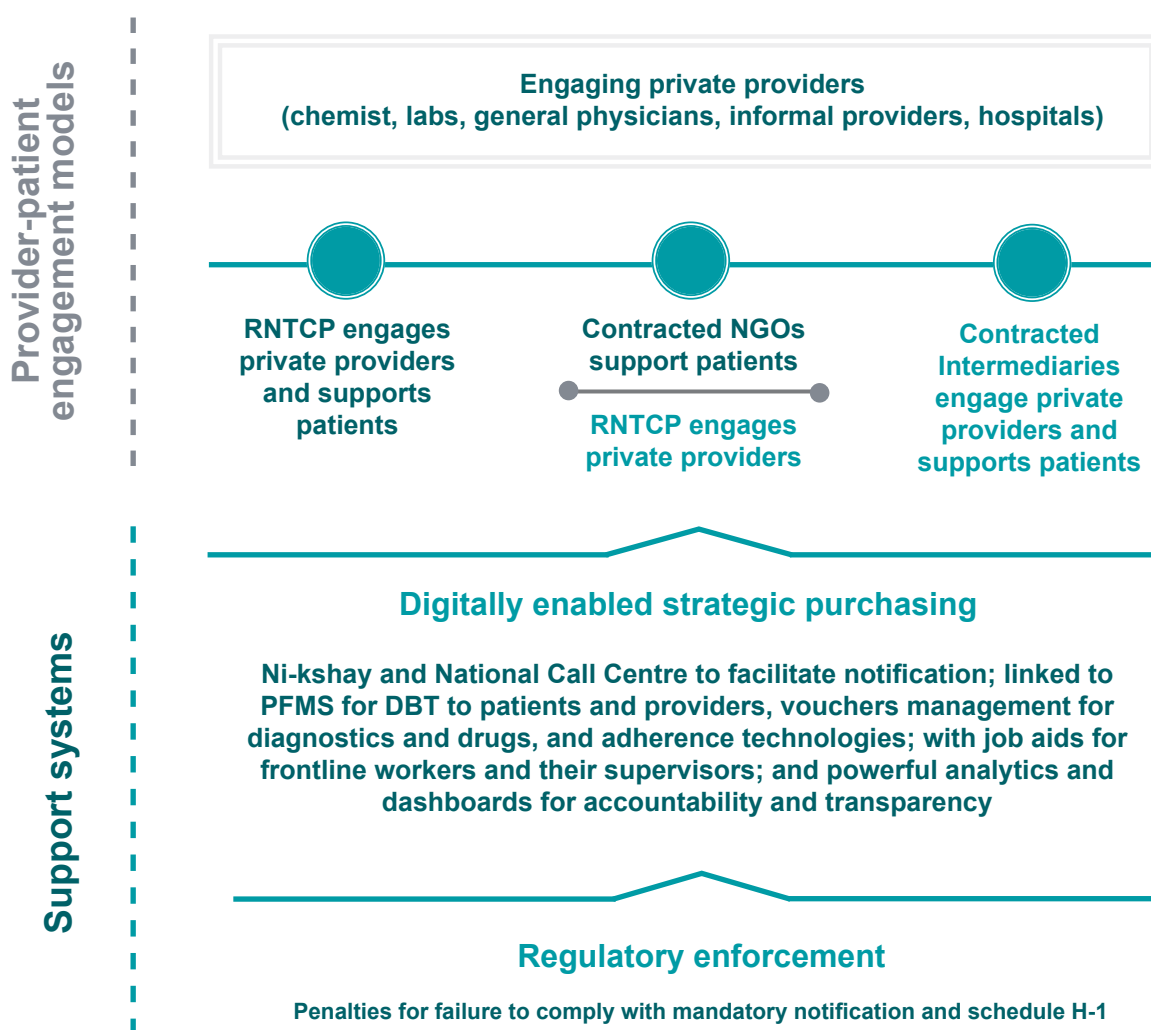 Provider-patient
engagement models
Engaging private providers
(chemist, labs, general physicians, informal providers, hospitals)
RNTCP engages
private providers
and supports
patients
Contracted NGOs
support patients
RNTCP engages
private providers
Contracted
Intermediaries
engage private
providers and
supports patients
Support systems
Digitally enabled strategic purchasing
Ni-kshay and National Call Centre to facilitate notification; linked to
PFMS for DBT to patients and providers, vouchers management for
diagnostics and drugs, and adherence technologies; with job aids for
frontline workers and their supervisors; and powerful analytics and
dashboards for accountability and transparency
Regulatory enforcement
Penalties for failure to comply with mandatory notification and schedule H-1